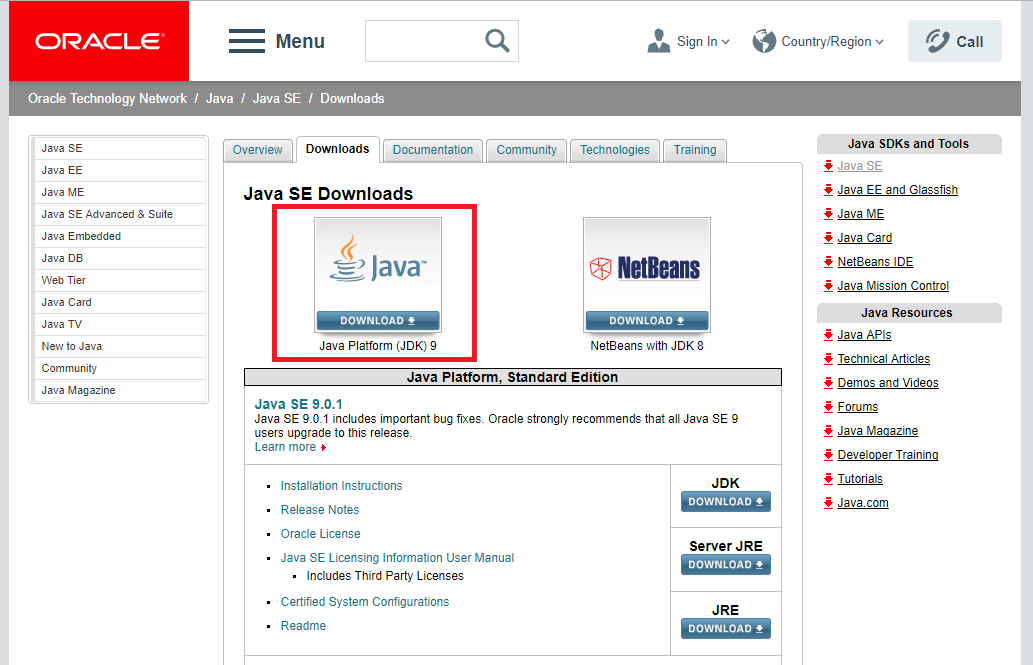 ORACLE
Menu
Sign In
Country/Region
Call
Oracle Technology Network / Java / Java SE / Downloads
Java SE
Java EE
Java ME
Java SE Advanced & Suite
Java Embedded
Java DB
Web Tier
Java Card
Java TV
New to Java
Community
Java Magazine
Overview
Downloads
Documentation
Community
Technologies
Training
Java SE Downloads
Java™
DOWNLOAD
Java Platform (JDK) 9
NetBeans
DOWNLOAD
NetBeans with JDK 8
Java Platform, Standard Edition
Java SE 9.0.1
Java SE 9.0.1 includes important bug fixes. Oracle strongly recommends that all Java SE 9
users upgrade to this release.
Learn more
Installation Instructions
Release Notes
Oracle License
Java SE Licensing Information User Manual
Includes Third Party Licenses
Certified System Configurations
Readme
JDK
DOWNLOAD
Server JRE
DOWNLOAD
JRE
DOWNLOAD
Java SDKs and Tools
Java SE
Java EE and Glassfish
Java ME
Java Card
NetBeans IDE
Java Mission Control
Java Resources
Java APIs
Technical Articles
Demos and Videos
Forums
Java Magazine
Developer Training
Tutorials
Java.com